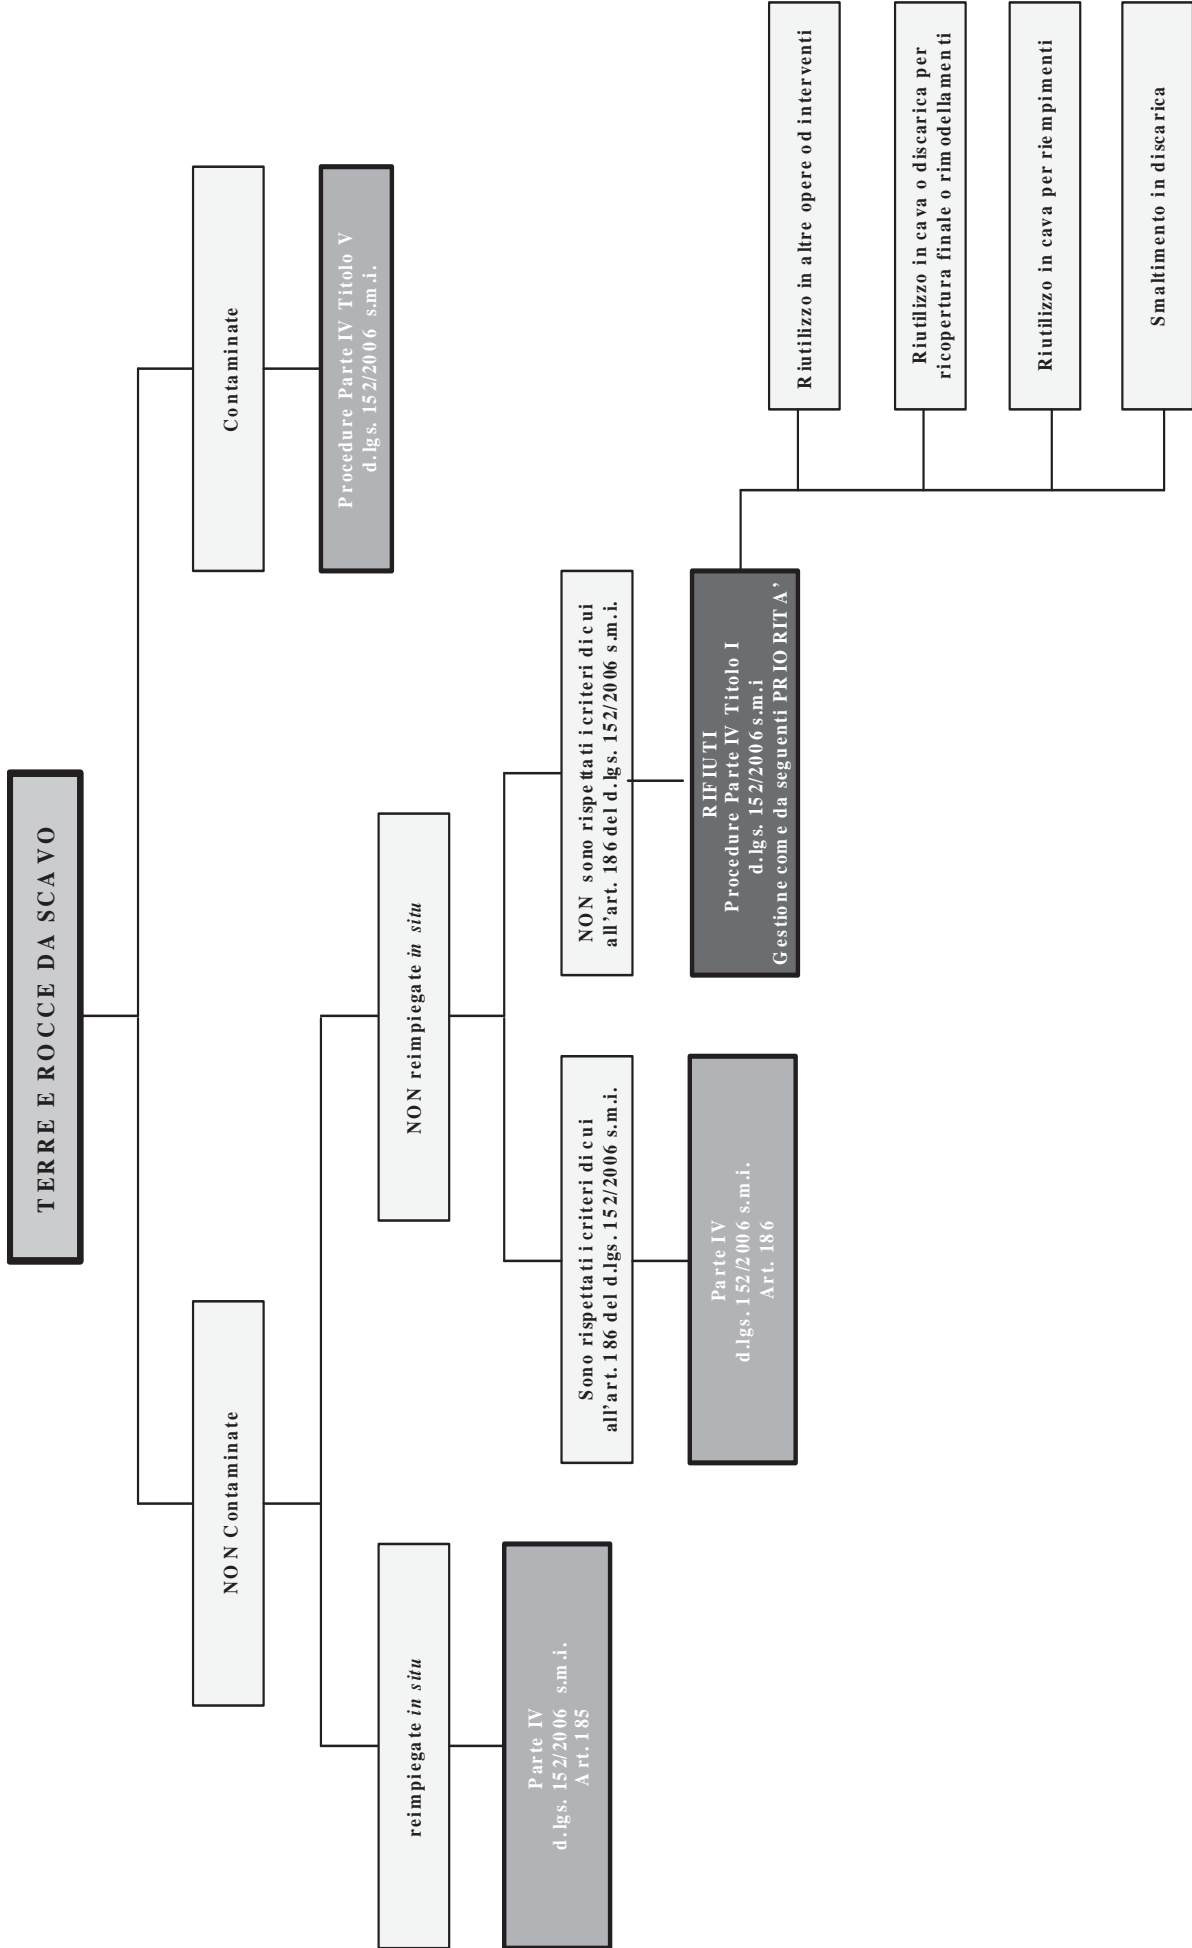 TERRE E ROCCE DA SCAVO
NON Contaminate
Contaminate
Procedure Parte IV Titolo V
d.lgs. 152/2006 s.m.i.
reimpiegate in situ
NON reimpiegate in situ
Parte IV
d.lgs. 152/2006 s.m.i.
Art. 185
Sono rispettati i criteri di cui
all'art. 186 del d.lgs. 152/2006 s.m.i.
NON sono rispettati i criteri di cui
all'art. 186 del d.lgs. 152/2006 s.m.i.
Parte IV
d.lgs. 152/2006 s.m.i.
Art. 186
RIFIUTI
Procedure Parte IV Titolo I
d.lgs. 152/2006 s.m.i
Gestione come da seguenti PRIORITA'
Riutilizzo in altre opere od interventi
Riutilizzo in cava o discarica per
ricopertura finale o rimodellamenti
Riutilizzo in cava per riempimenti
Smaltimento in discarica